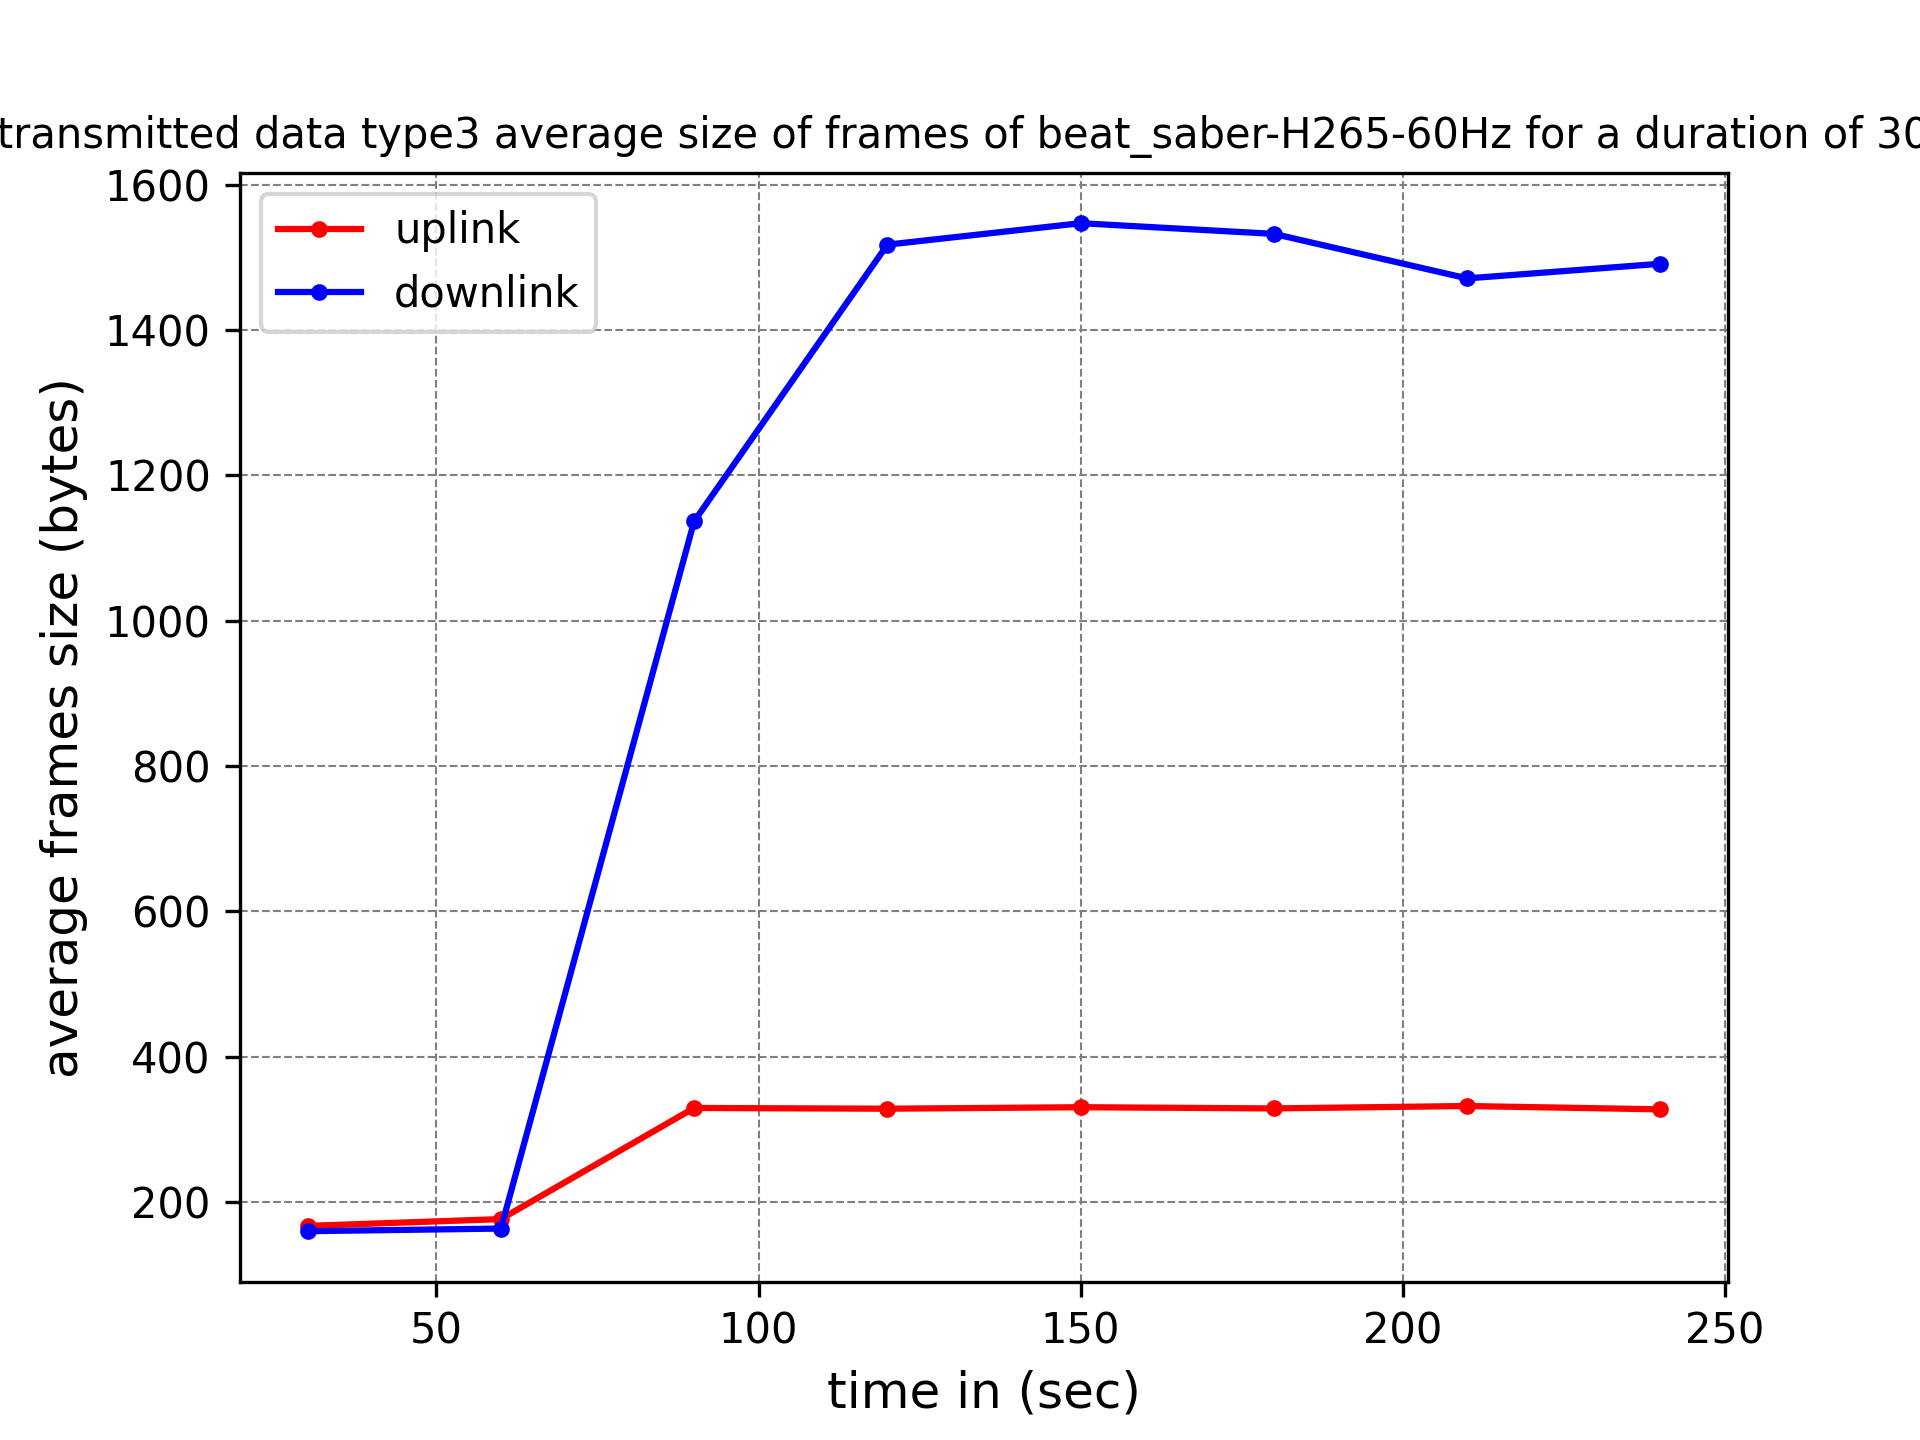 transmitted data type3 average size of frames of beat_saber-H265-60Hz for a duration of 30
1600
1400
1200
1000
800
600
400
200
average frames size (bytes)
uplink
downlink
50 100 150 200 250
time in (sec)